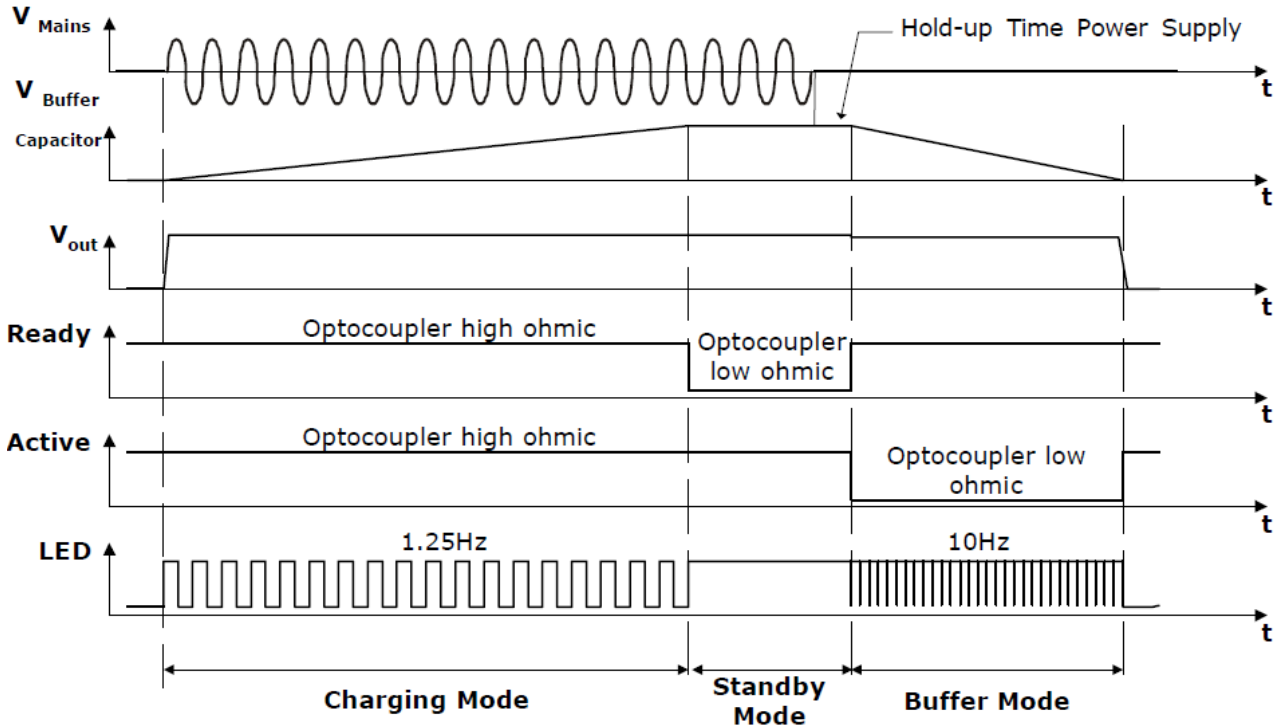 V Mains
Hold-up Time Power Supply
t
V Buffer
Capacitor
t
Vout
t
Ready
Optocoupler high ohmic
Optocoupler
low ohmic
t
Active
Optocoupler high ohmic
Optocoupler low
ohmic
t
LED
1.25Hz
10Hz
t
Charging Mode
Standby
Mode
Buffer Mode